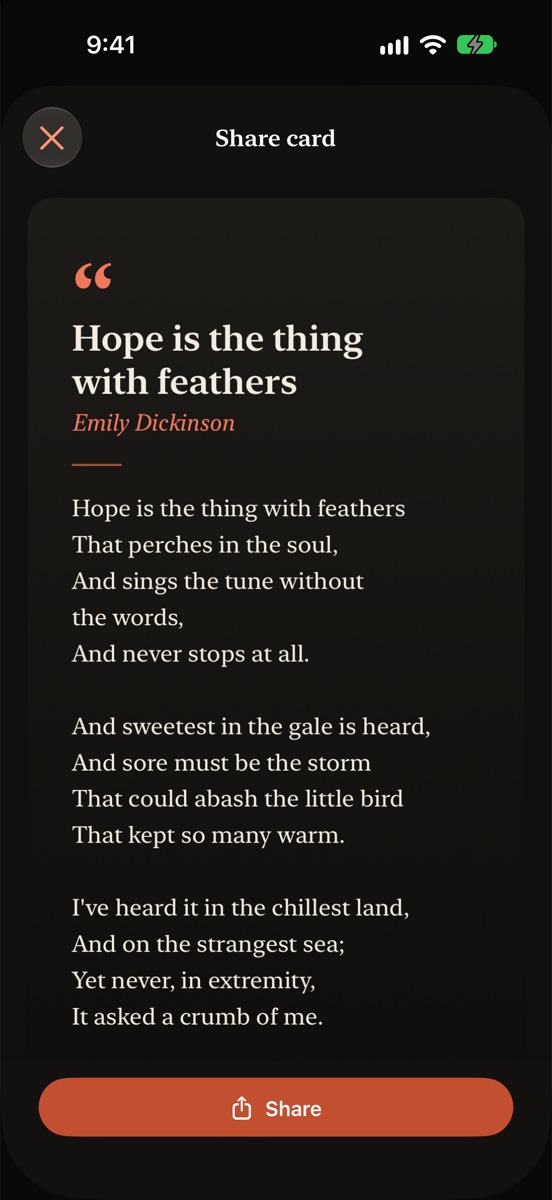 9:41
Share card
“
Hope is the thing
with feathers
Emily Dickinson
Hope is the thing with feathers
That perches in the soul,
And sings the tune without
the words,
And never stops at all.
And sweetest in the gale is heard,
And sore must be the storm
That could abash the little bird
That kept so many warm.
I've heard it in the chillest land,
And on the strangest sea;
Yet never, in extremity,
It asked a crumb of me.
Share